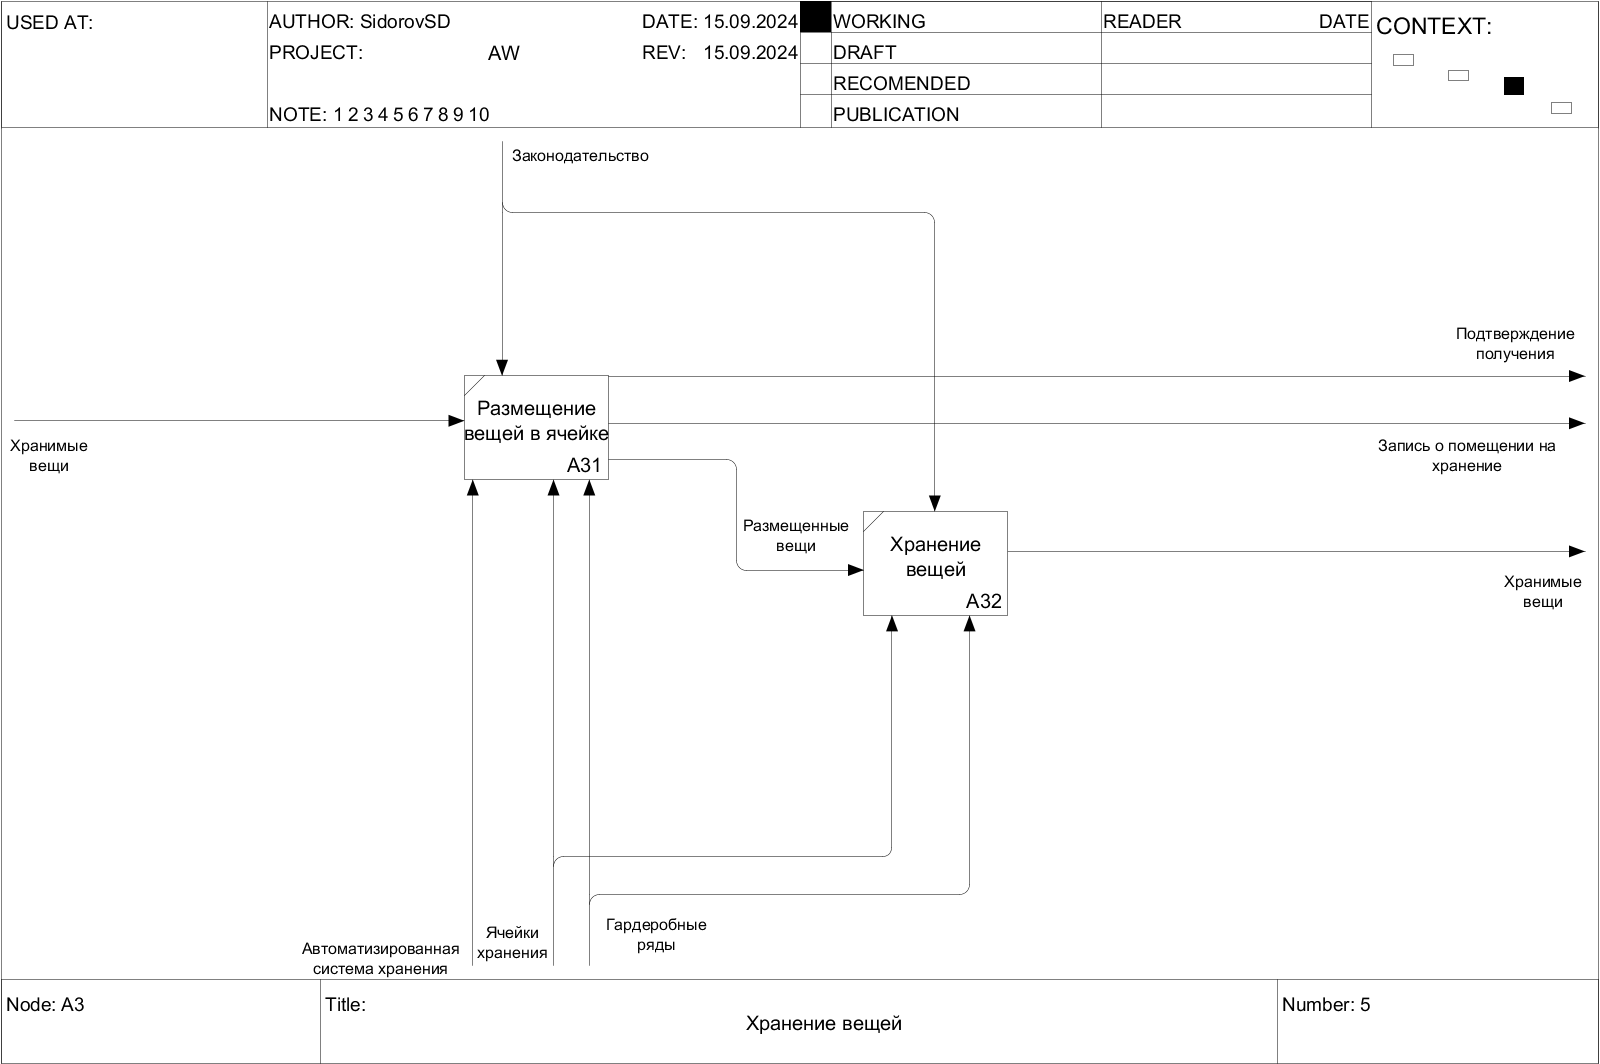 USED AT:
AUTHOR: SidorovSD
DATE: 15.09.2024
PROJECT:
AW
REV: 15.09.2024
NOTE: 1 2 3 4 5 6 7 8 9 10
WORKING
DRAFT
RECOMENDED
PUBLICATION
READER
DATE
CONTEXT:
Законодательство
Подтверждение
получения
Размещение
вещей в ячейке
A31
Хранимые
вещи
Запись о помещении на
хранение
Размещенные
вещи
Хранение
вещей
A32
Хранимые
вещи
Автоматизированная
система хранения
Ячейки
хранения
Гардеробные
ряды
Node: A3
Title:
Хранение вещей
Number: 5